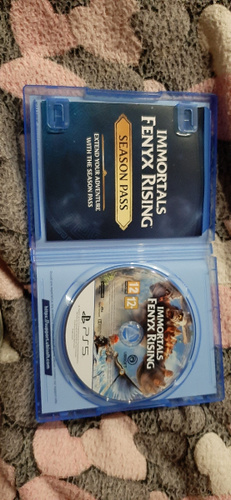 IMMORTALS
FENYX RISING
SEASON PASS
EXTEND YOUR ADVENTURE
WITH THE SEASON PASS
IMMORTALS
FENYX RISING
12
12
PS5